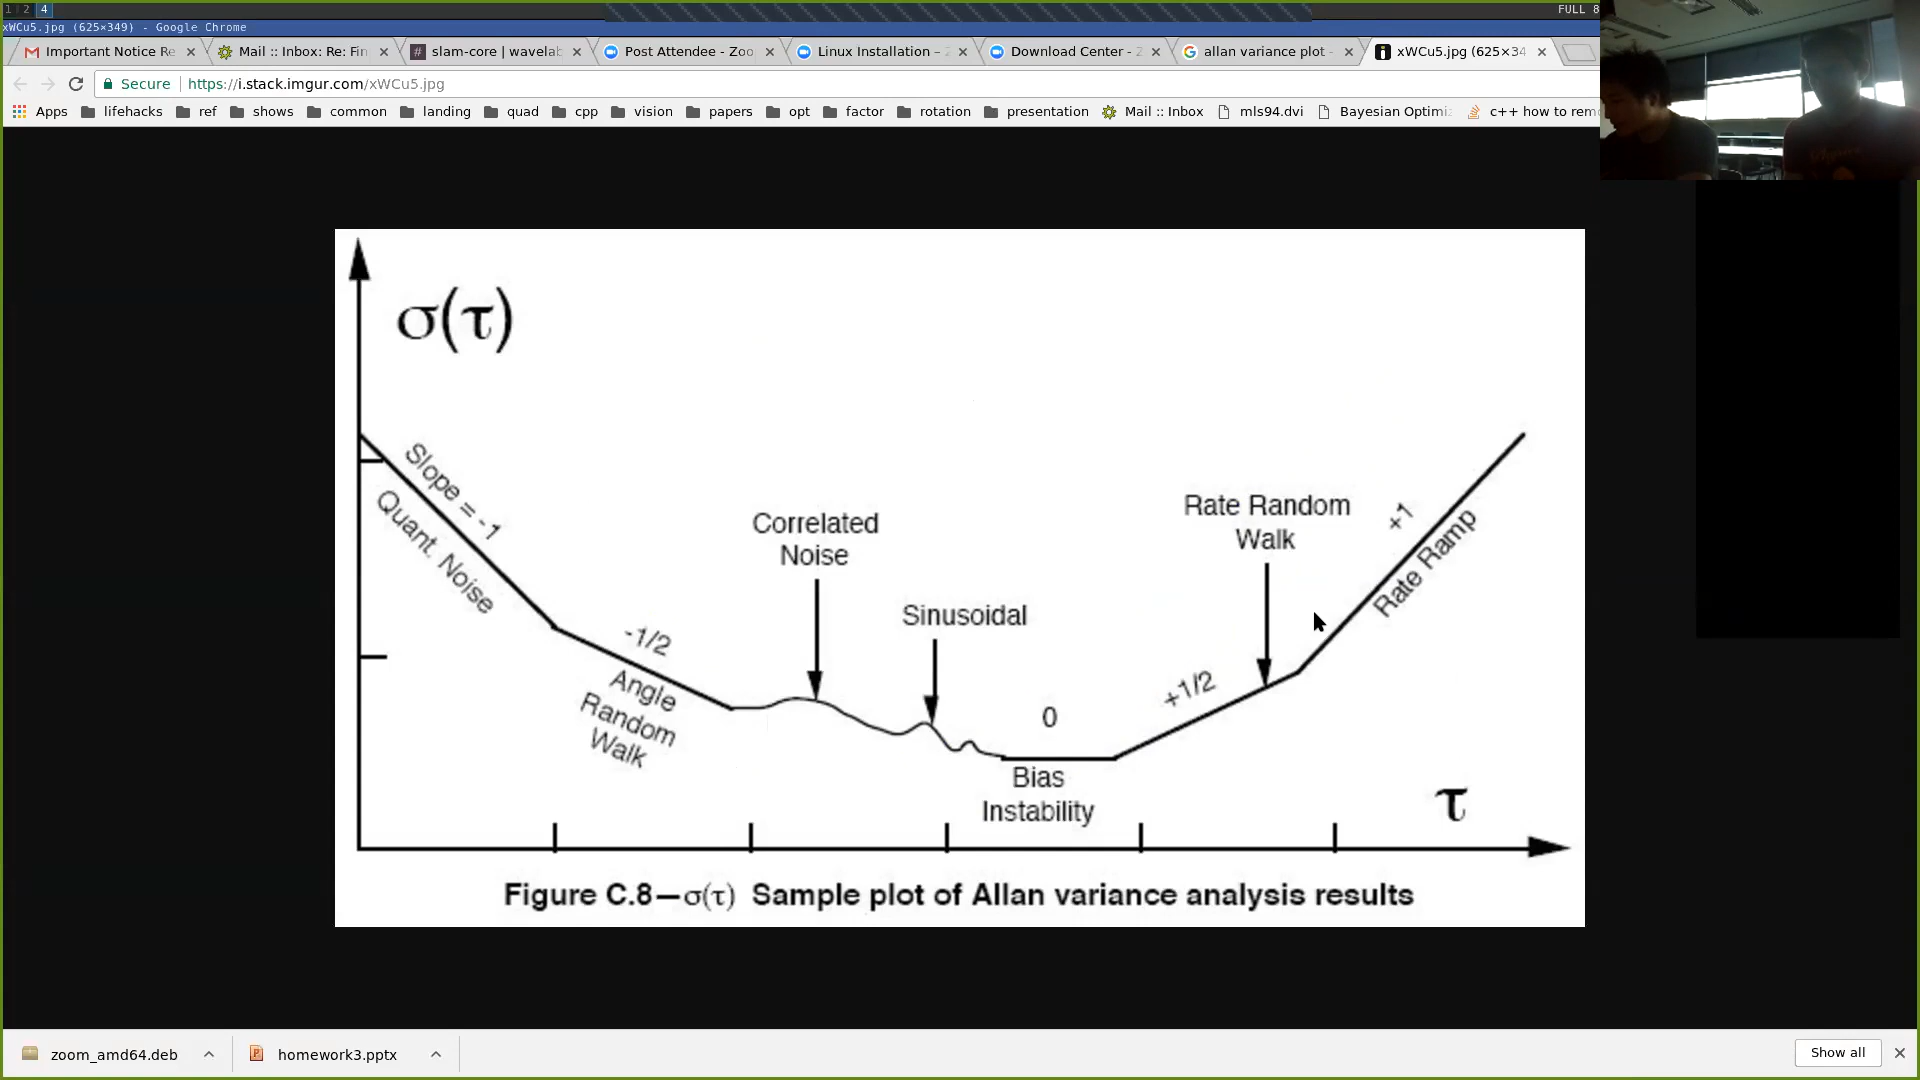 1 2 4
FULL 8
xWCu5.jpg (625×349) - Google Chrome
Important Notice Re
Mail :: Inbox: Re: Fin
slam-core | wavelab
Post Attendee - Zoo
Linux Installation –
Download Center - Z
allan variance plot -
xWCu5.jpg (625×34
Secure
https://i.stack.imgur.com/xWCu5.jpg
Apps
lifehacks
ref
shows
common
landing
quad
cpp
vision
papers
opt
factor
rotation
presentation
Mail :: Inbox
mls94.dvi
Bayesian Optimi
c++ how to rem
σ(τ)
Slope = -1
Quant. Noise
-1/2
Angle
Random
Walk
Correlated
Noise
Sinusoidal
0
Bias
Instability
+1/2
Rate Random
Walk
+1
Rate Ramp
τ
Figure C.8—σ(τ) Sample plot of Allan variance analysis results
zoom_amd64.deb
homework3.pptx
Show all